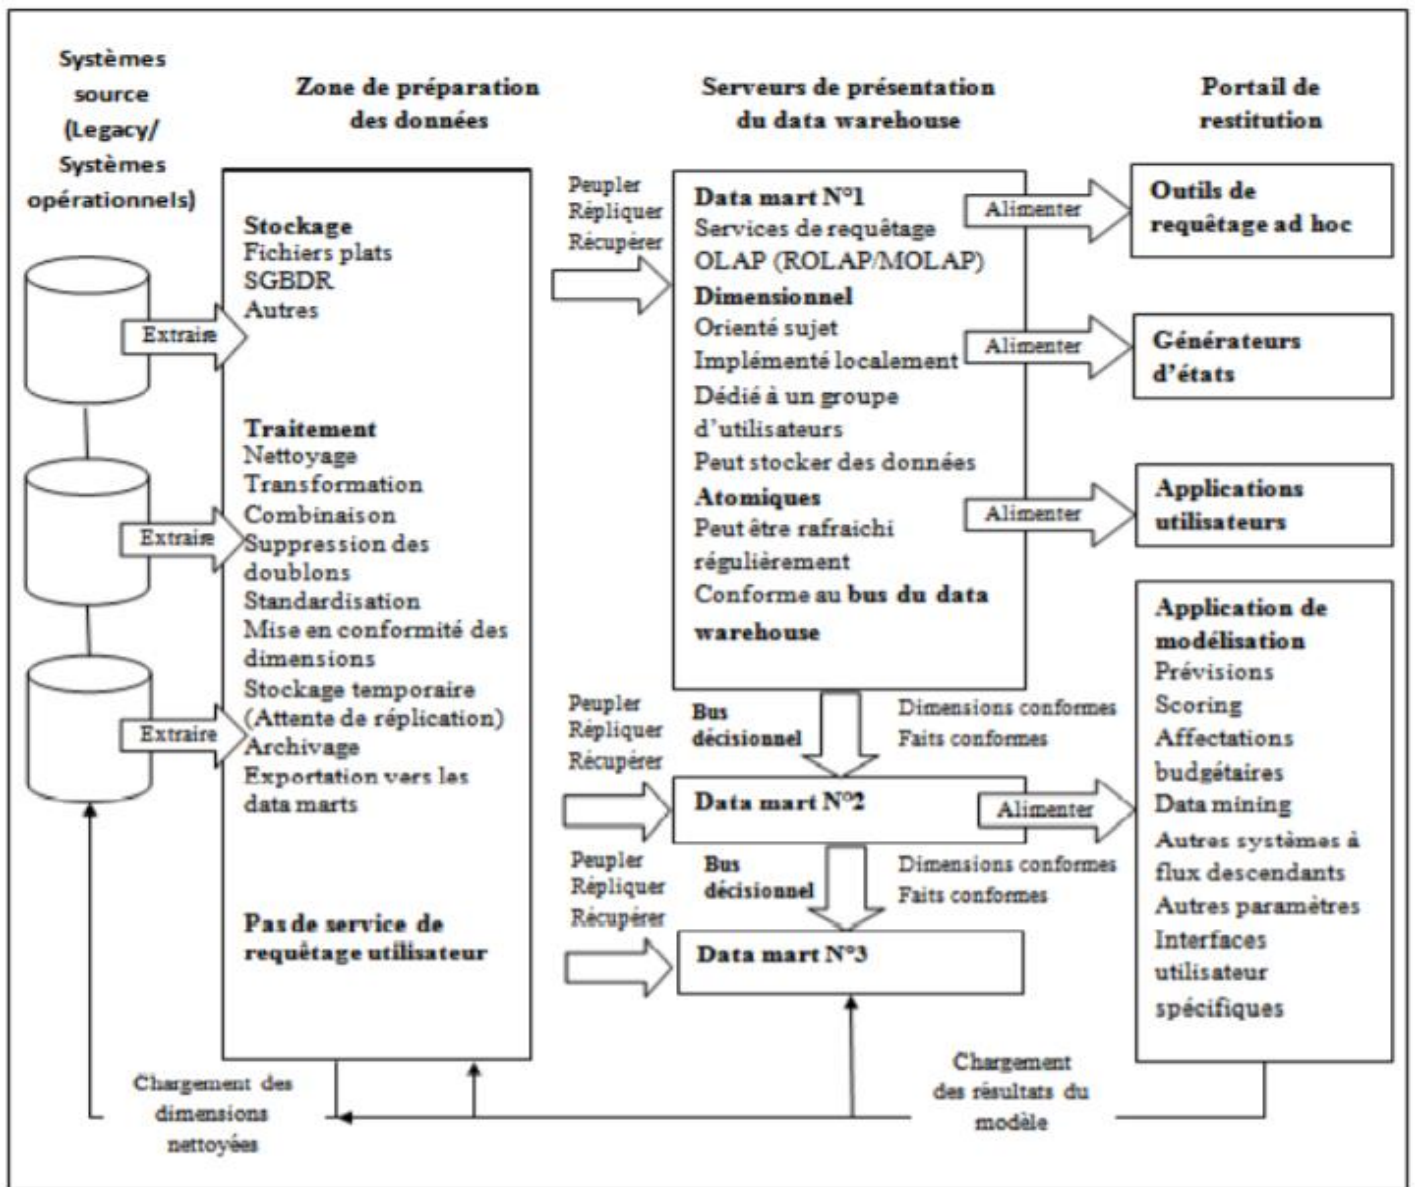 Systèmes
source
(Legacy/
Systèmes
opérationnels)
Zone de préparation
des données
Serveurs de présentation
du data warehouse
Portail de
restitution
Extraire
Extraire
Extraire
Stockage
Fichiers plats
SGBDR
Autres
Traitement
Nettoyage
Transformation
Combinaison
Suppression des
doublons
Standardisation
Mise en conformité des
dimensions
Stockage temporaire
(Attente de réplication)
Archivage
Exportation vers les
data marts
Pas de service de
requêtage utilisateur
Peupler
Répliquer
Récupérer
Data mart N°1
Services de requêtage
OLAP (ROLAP/MOLAP)
Dimensionnel
Orienté sujet
Implémenté localement
Dédié à un groupe
d'utilisateurs
Peut stocker des données
Atomiques
Peut être rafraichi
régulièrement
Conforme au bus du data
warehouse
Alimenter
Alimenter
Alimenter
Outils de
requêtage ad hoc
Générateurs
d'états
Applications
utilisateurs
Peupler
Répliquer
Récupérer
Bus
décisionnel
Dimensions conformes
Faits conformes
Data mart N°2
Alimenter
Application de
modélisation
Prévisions
Scoring
Affectations
budgétaires
Data mining
Autres systèmes à
flux descendants
Autres paramètres
Interfaces
utilisateur
spécifiques
Peupler
Répliquer
Récupérer
Bus
décisionnel
Dimensions conformes
Faits conformes
Data mart N°3
Chargement des
dimensions
nettoyées
Chargement
des résultats du
modèle